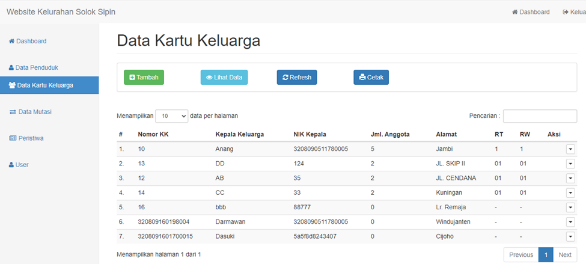 Website Kelurahan Solok Sipin
Dashboard
Kelua
Dashboard
Data Penduduk
Data Kartu Keluarga
Data Mutasi
Peristiwa
User
Data Kartu Keluarga
Tambah Lihat Data Refresh Cetak
Menampilkan 10 data per halaman Pencarian :
# Nomor KK Kepala Keluarga NIK Kepala Jml. Anggota Alamat RT RW Aksi
1. 10 Anang 3208090511780005 5 Jambi 1 1
2. 13 DD 124 2 JL. SKIP II 01 01
3. 12 AB 35 2 JL. CENDANA 01 01
4. 14 CC 33 2 Kuningan 01 01
5. 16 bbb 88777 0 Lr. Remaja - -
6. 320809160198004 Darmawan 3208090511780005 0 Windujanten - -
7. 3208091601700015 Dasuki 0 Cijoho - -
Menampilkan halaman 1 dari 1
Previous 1 Next